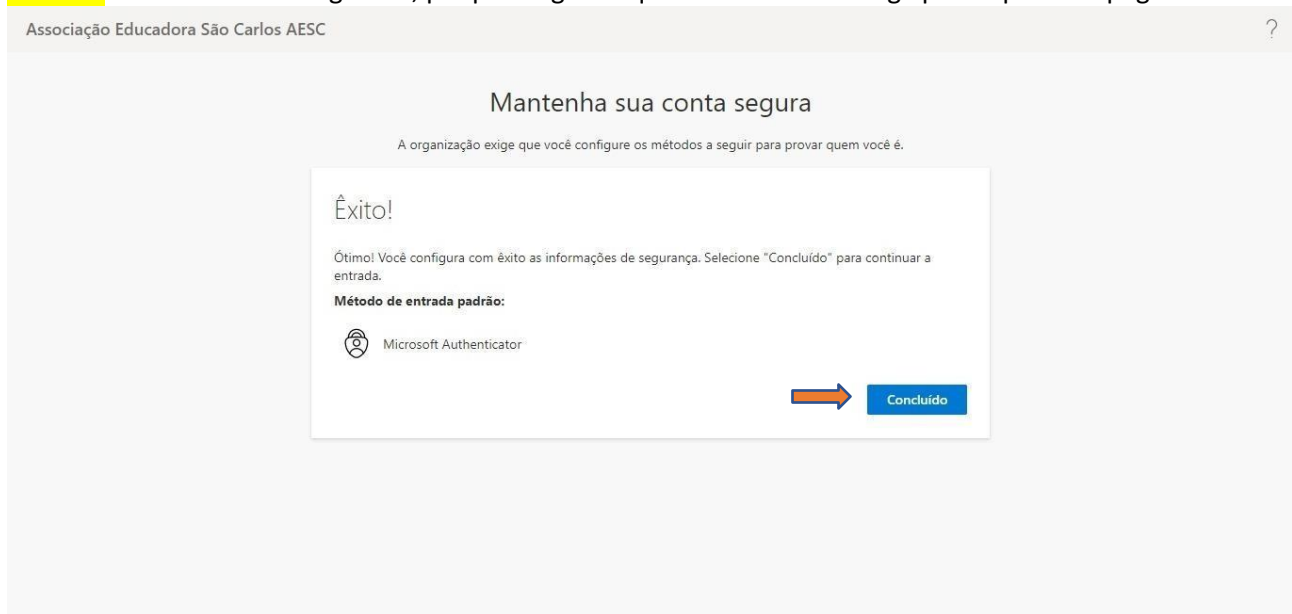 Associação Educadora São Carlos AESC
?
Mantenha sua conta segura
A organização exige que você configure os métodos a seguir para provar quem você é.
Êxito!
Ótimo! Você configura com êxito as informações de segurança. Selecione "Concluído" para continuar a
entrada.
Método de entrada padrão:
Microsoft Authenticator
Concluído